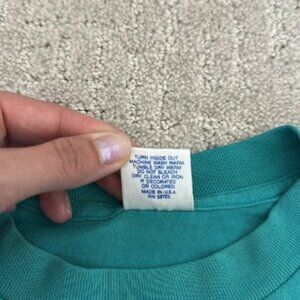 TURN INSIDE OUT
MACHINE WASH WARM
TUMBLE DRY WARM
DO NOT BLEACH
DRY CLEAN OR IRON
IF DECORATED
OR COLORED
MADE IN U.S.A.
RN